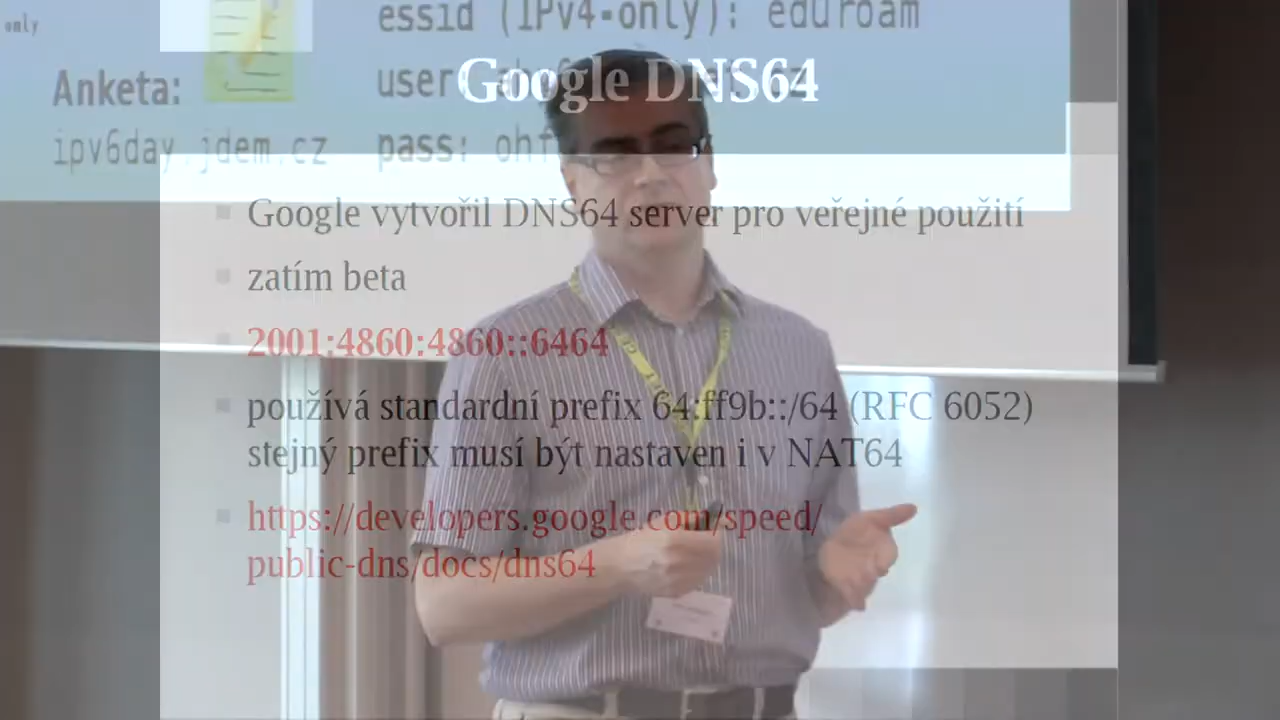 only
essid (IPv4-only): eduroam
Anketa:
user:
ipv6day.jdem.cz
pass:
Google DNS64
Google vytvořil DNS64 server pro veřejné použití
zatím beta
2001:4860:4860::6464
používá standardní prefix 64:ff9b::/64 (RFC 6052)
stejný prefix musí být nastaven i v NAT64
https://developers.google.com/speed/
public-dns/docs/dns64